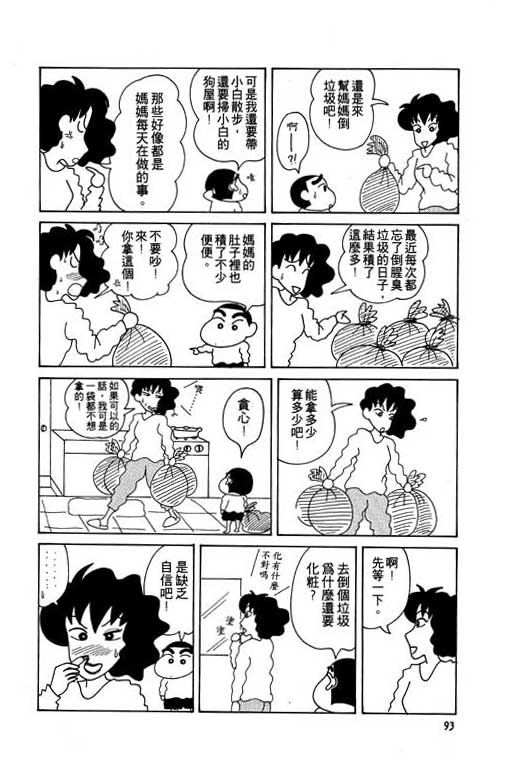 還是來
幫媽媽倒
垃圾吧！
啊
——?!
可是我還要帶
小白散步，
還要掃小白的
狗屋啊！
那些好像都是
媽媽每天在做的事。
最近每次都
忘了倒腥臭
垃圾的日子，
結果積了
這麼多！
媽媽的
肚子裡也
積了不少
便便。
不要吵！
來！
你拿這個！
能拿多少
算多少吧！
貪心！
如果可以的
話，我可是
一袋都不想
拿的！
啊！
先等一下。
去倒個垃圾
為什麼還要
化粧？
化有什麼
不對嗎
塗
塗
是缺乏
自信吧！
………
………
93